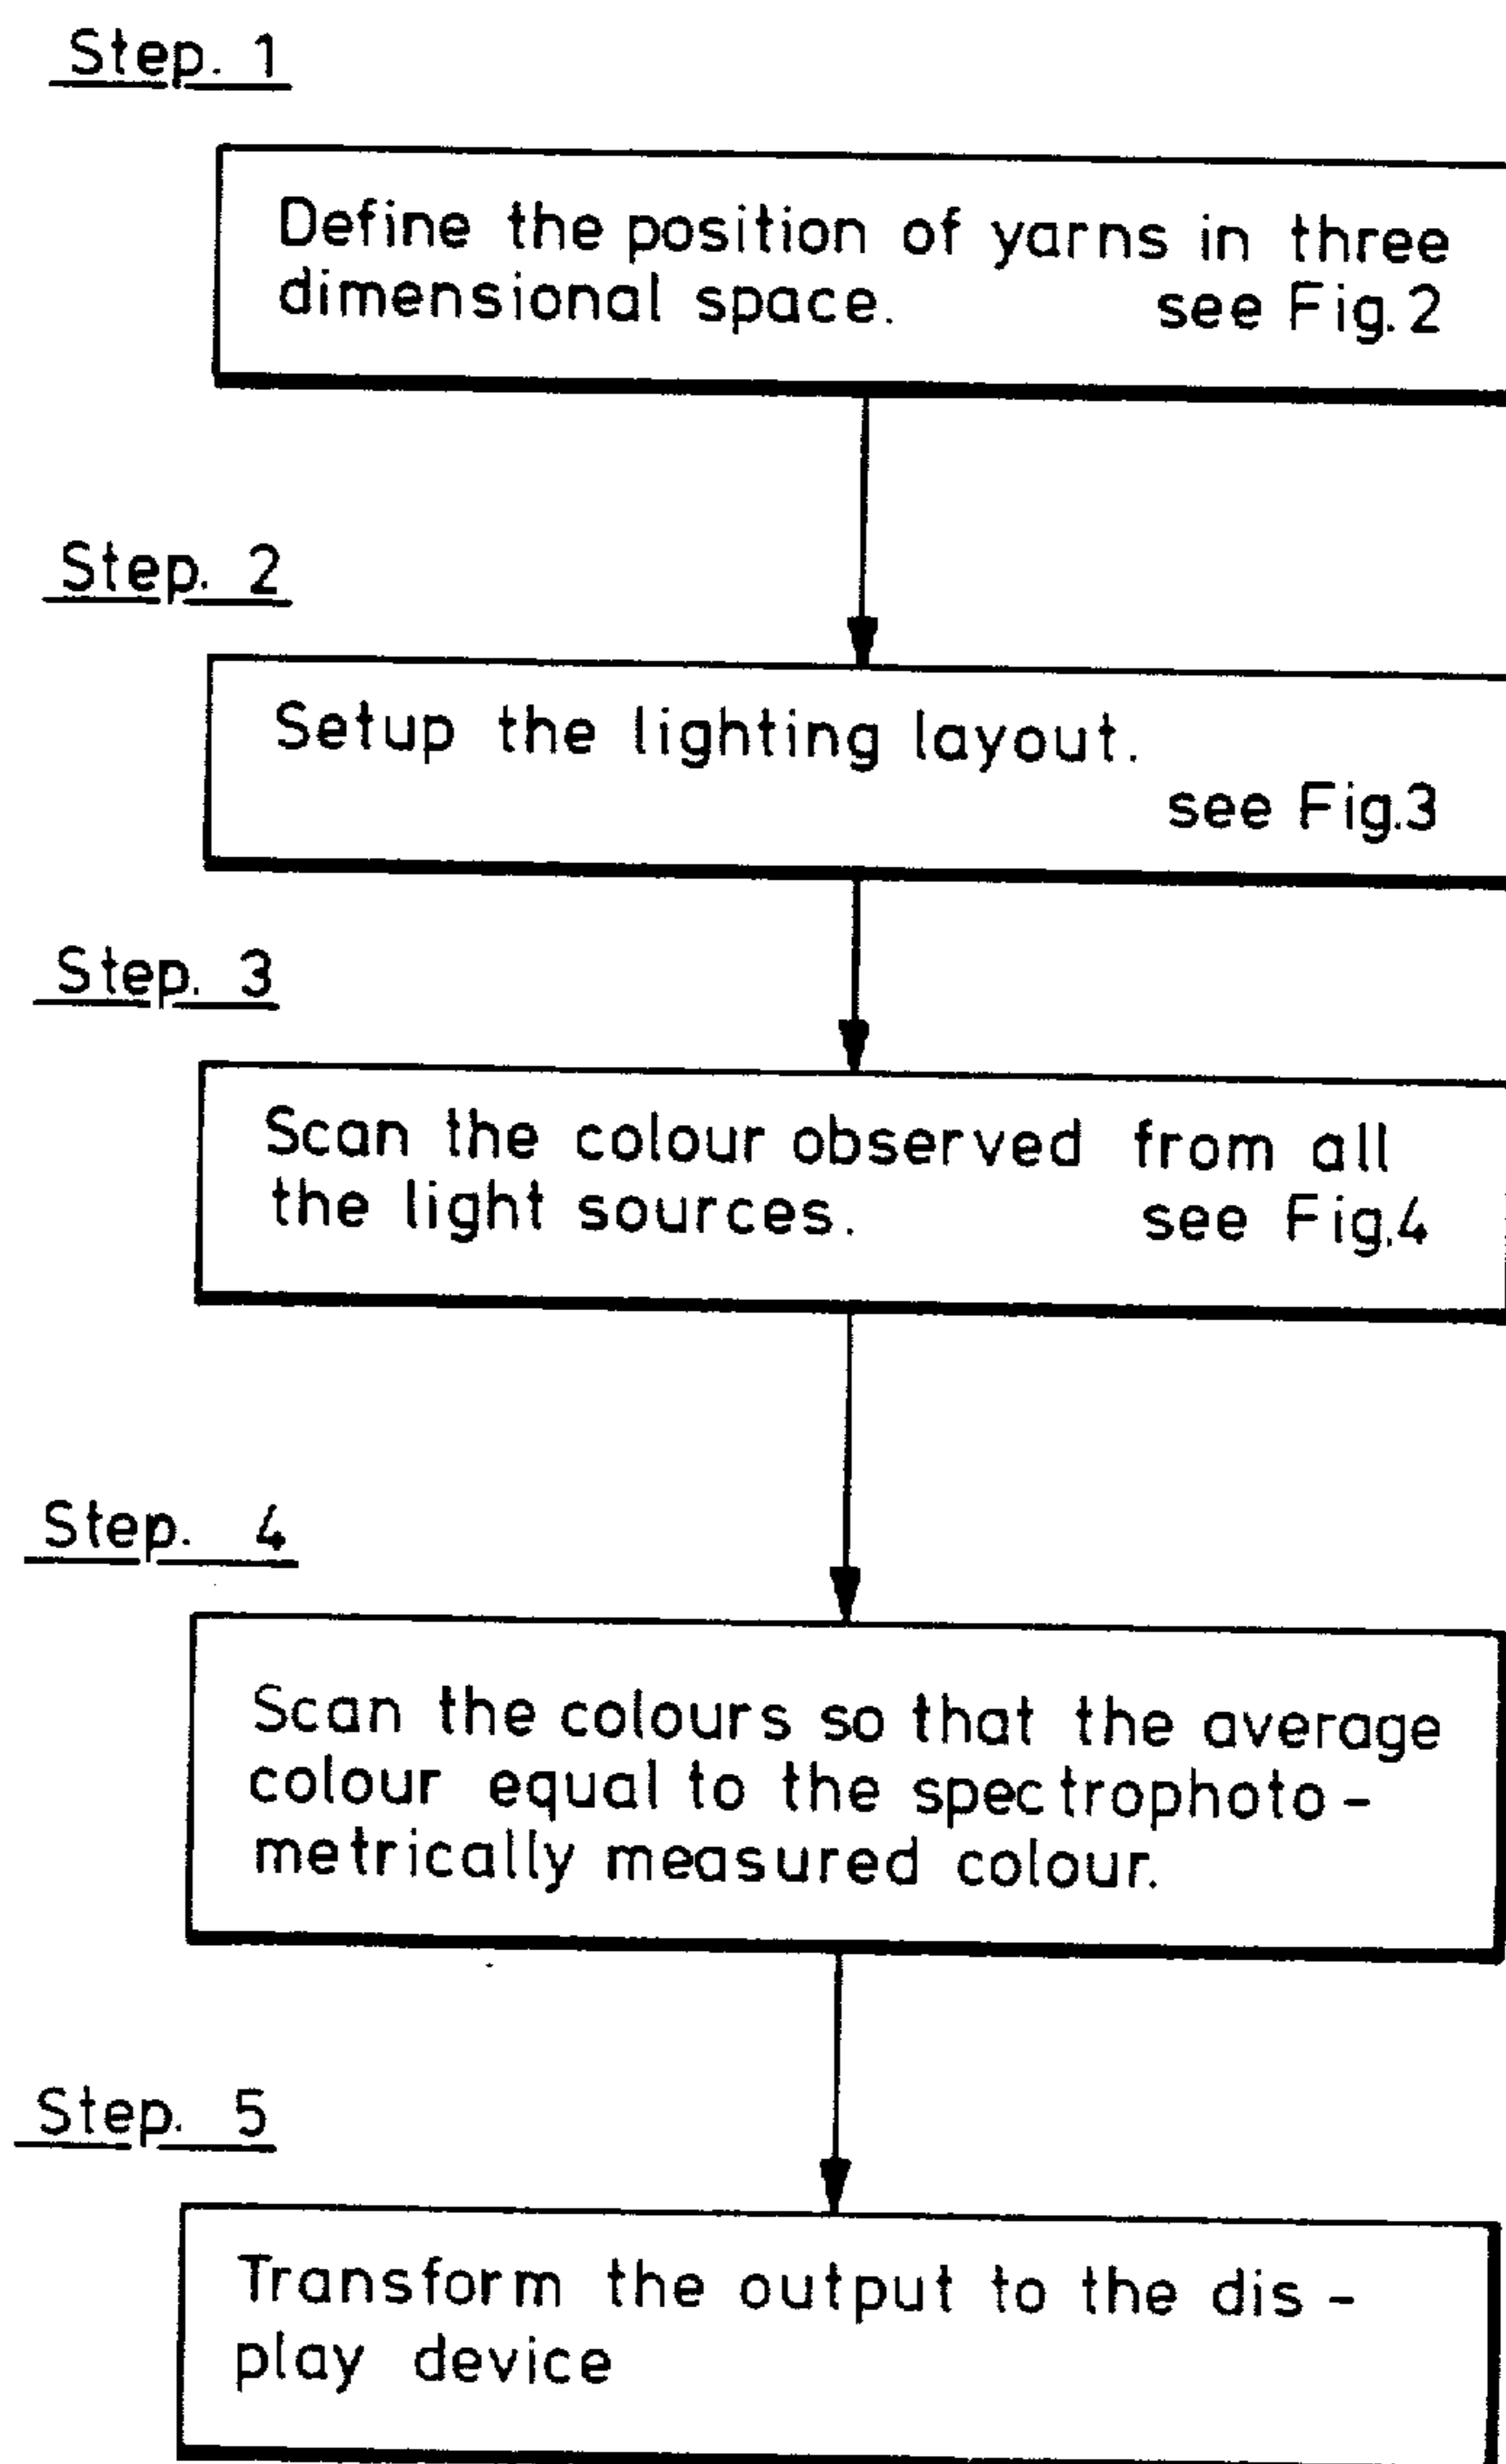 Step. 1
Define the position of yarns in three
dimensional space. see Fig.2
Step. 2
Setup the lighting layout.
see Fig.3
Step. 3
Scan the colour observed from all
the light sources. see Fig.4
Step. 4
Scan the colours so that the average
colour equal to the spectrophoto-
metrically measured colour.
Step. 5
Transform the output to the dis-
play device